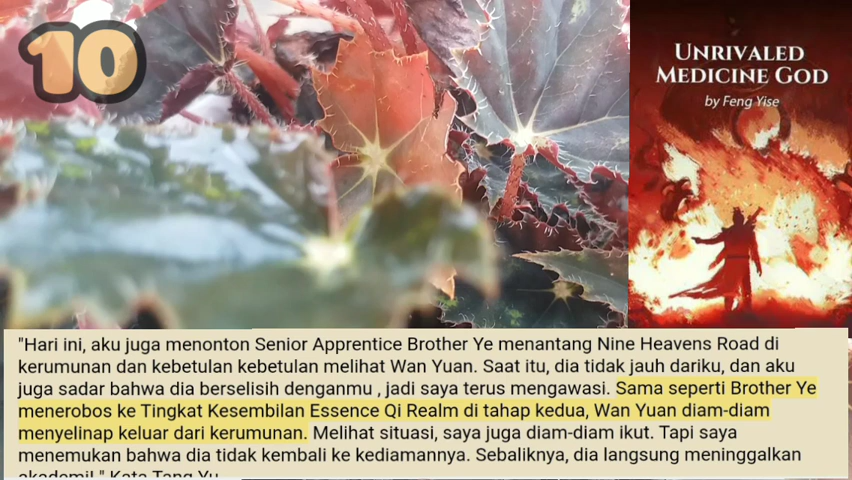 10
UNRIVALED
MEDICINE GOD
by Feng Yise
"Hari ini, aku juga menonton Senior Apprentice Brother Ye menantang Nine Heavens Road di
kerumunan dan kebetulan kebetulan melihat Wan Yuan. Saat itu, dia tidak jauh dariku, dan aku
juga sadar bahwa dia berselisih denganmu , jadi saya terus mengawasi. Sama seperti Brother Ye
menerobos ke Tingkat Kesembilan Essence Qi Realm di tahap kedua, Wan Yuan diam-diam
menyelinap keluar dari kerumunan. Melihat situasi, saya juga diam-diam ikut. Tapi saya
menemukan bahwa dia tidak kembali ke kediamannya. Sebaliknya, dia langsung meninggalkan
akademi!," Kata Tang Yu